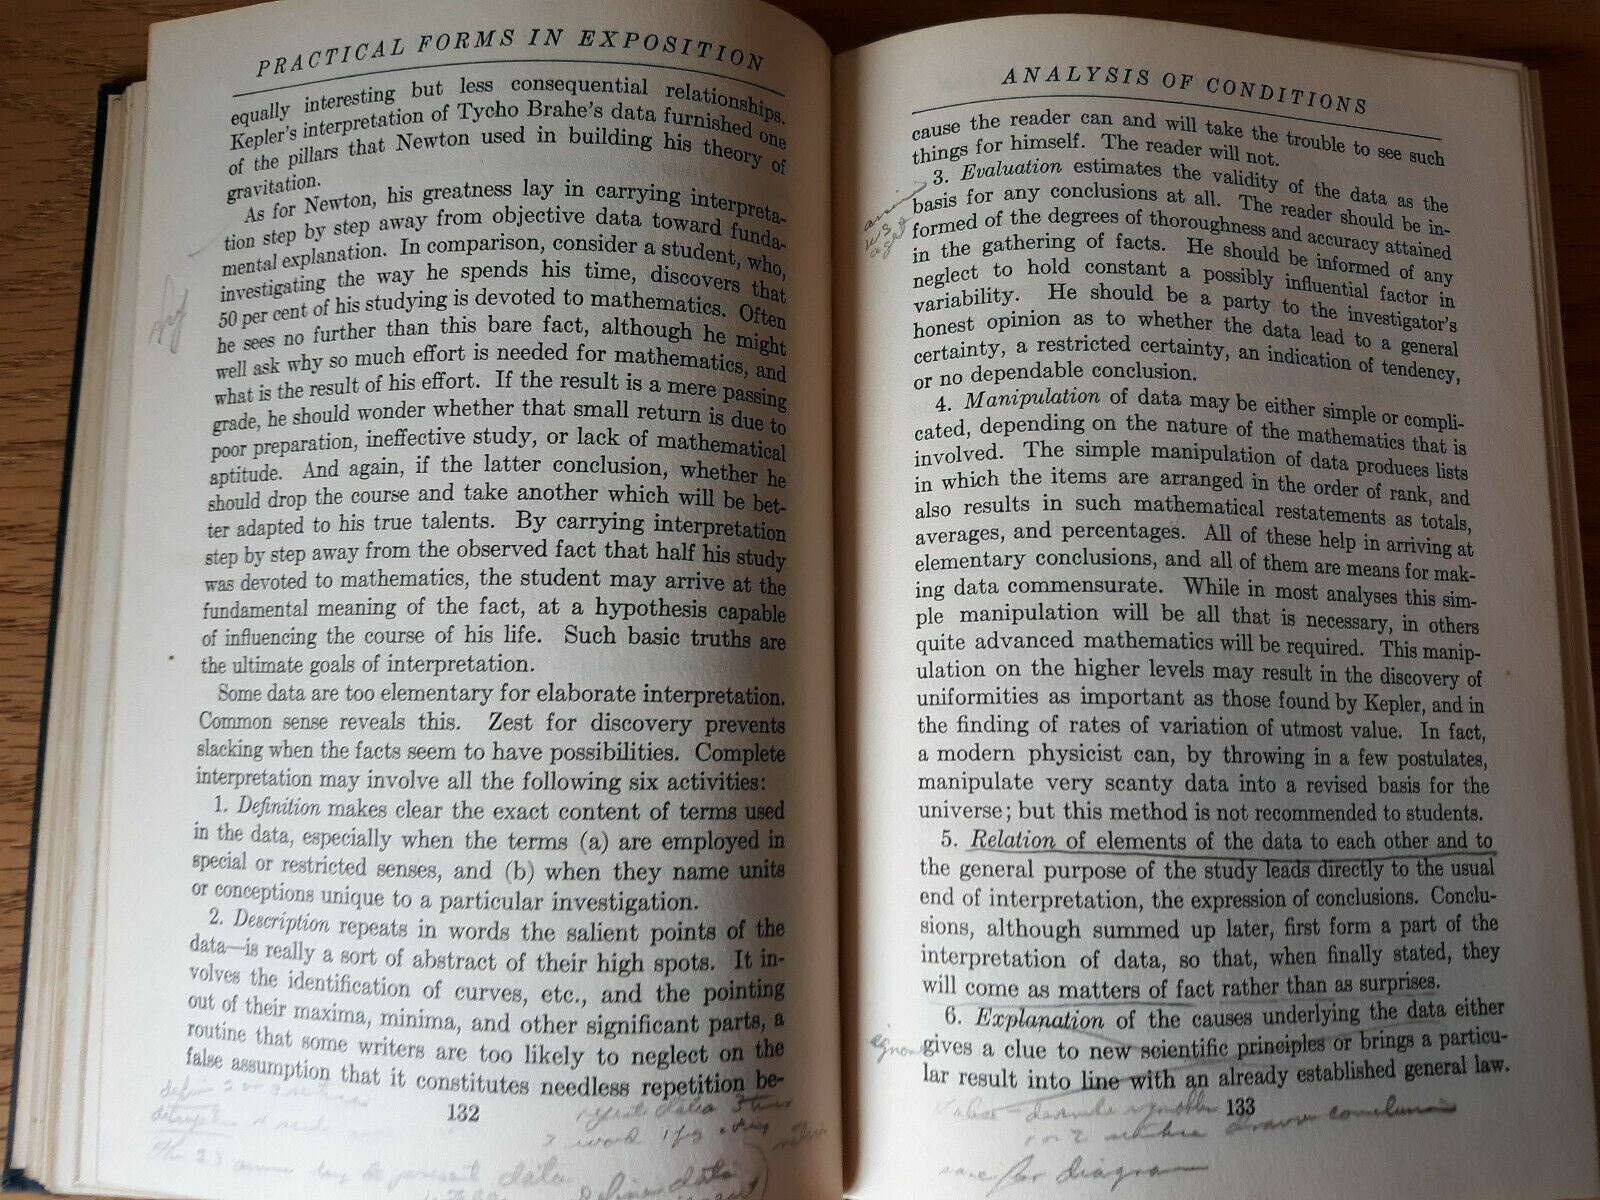 PRACTICAL FORMS IN EXPOSITION
equally interesting but less consequential relationships.
Kepler's interpretation of Tycho Brahe's data furnished one
of the pillars that Newton used in building his theory of
gravitation.
As for Newton, his greatness lay in carrying interpreta-
tion step by step away from objective data toward funda-
mental explanation. In comparison, consider a student, who,
investigating the way he spends his time, discovers that
50 per cent of his studying is devoted to mathematics. Often
he sees no further than this bare fact, although he might
well ask why so much effort is needed for mathematics, and
what is the result of his effort. If the result is a mere passing
grade, he should wonder whether that small return is due to
poor preparation, ineffective study, or lack of mathematical
aptitude. And again, if the latter conclusion, whether he
should drop the course and take another which will be bet-
ter adapted to his true talents. By carrying interpretation
step by step away from the observed fact that half his study
was devoted to mathematics, the student may arrive at the
fundamental meaning of the fact, at a hypothesis capable
of influencing the course of his life. Such basic truths are
the ultimate goals of interpretation.
Some data are too elementary for elaborate interpretation.
Common sense reveals this. Zest for discovery prevents
slacking when the facts seem to have possibilities. Complete
interpretation may involve all the following six activities:
1. Definition makes clear the exact content of terms used
in the data, especially when the terms (a) are employed in
special or restricted senses, and (b) when they name units
or conceptions unique to a particular investigation.
2. Description repeats in words the salient points of the
data—is really a sort of abstract of their high spots. It in-
volves the identification of curves, etc., and the pointing
out of their maxima, minima, and other significant parts, a
routine that some writers are too likely to neglect on the
false assumption that it constitutes needless repetition be-
132
data 3
3 word 1
present data
data
ANALYSIS OF CONDITIONS
cause the reader can and will take the trouble to see such
things for himself. The reader will not.
3. Evaluation estimates the validity of the data as the
basis for any conclusions at all. The reader should be in-
formed of the degrees of thoroughness and accuracy attained
in the gathering of facts. He should be informed of any
neglect to hold constant a possibly influential factor in
variability. He should be a party to the investigator's
honest opinion as to whether the data lead to a general
certainty, a restricted certainty, an indication of tendency,
or no dependable conclusion.
4. Manipulation of data may be either simple or compli-
cated, depending on the nature of the mathematics that is
involved. The simple manipulation of data produces lists
in which the items are arranged in the order of rank, and
also results in such mathematical restatements as totals,
averages, and percentages. All of these help in arriving at
elementary conclusions, and all of them are means for mak-
ing data commensurate. While in most analyses this sim-
ple manipulation will be all that is necessary, in others
quite advanced mathematics will be required. This manip-
ulation on the higher levels may result in the discovery of
uniformities as important as those found by Kepler, and in
the finding of rates of variation of utmost value. In fact,
a modern physicist can, by throwing in a few postulates,
manipulate very scanty data into a revised basis for the
universe; but this method is not recommended to students.
5. Relation of elements of the data to each other and to
the general purpose of the study leads directly to the usual
end of interpretation, the expression of conclusions. Conclu-
sions, although summed up later, first form a part of the
interpretation of data, so that, when finally stated, they
will come as matters of fact rather than as surprises.
6. Explanation of the causes underlying the data either
gives a clue to new scientific principles or brings a particu-
lar result into line with an already established general law.
133
for diagram